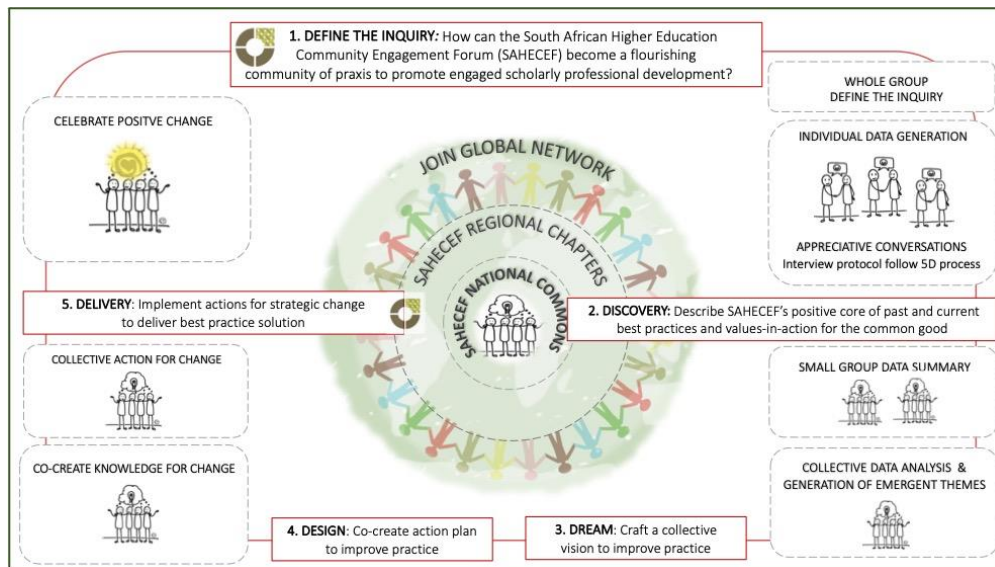 1. DEFINE THE INQUIRY: How can the South African Higher Education
Community Engagement Forum (SAHECEF) become a flourishing
community of praxis to promote engaged scholarly professional development?
WHOLE GROUP
DEFINE THE INQUIRY
INDIVIDUAL DATA GENERATION
APPRECIATIVE CONVERSATIONS
Interview protocol follow 5D process
2. DISCOVERY: Describe SAHECEF's positive core of past and current
best practices and values-in-action for the common good
SMALL GROUP DATA SUMMARY
COLLECTIVE DATA ANALYSIS &
GENERATION OF EMERGENT THEMES
3. DREAM: Craft a collective
vision to improve practice
4. DESIGN: Co-create action plan
to improve practice
CO-CREATE KNOWLEDGE FOR CHANGE
COLLECTIVE ACTION FOR CHANGE
5. DELIVERY: Implement actions for strategic change
to deliver best practice solution
CELEBRATE POSITVE CHANGE
JOIN GLOBAL NETWORK
SAHECEF REGIONAL CHAPTERS
SAHECEF NATIONAL COMMONS